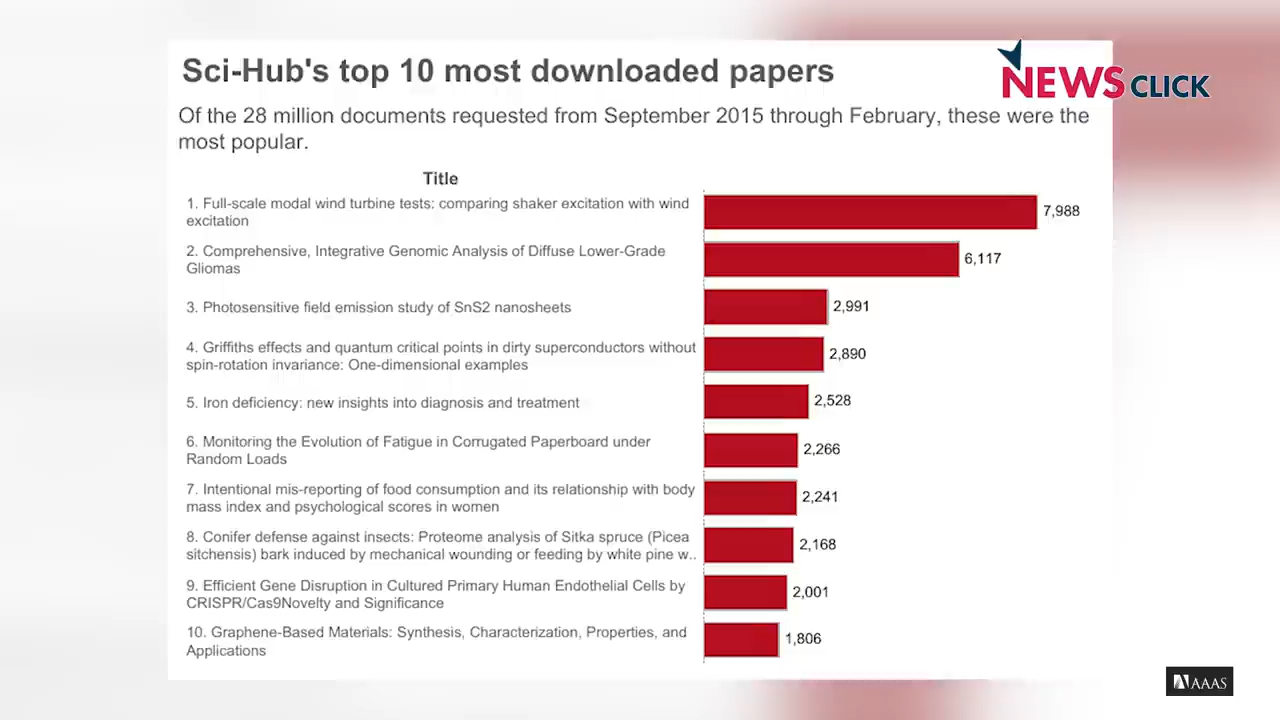 NEWSCLICK
Sci-Hub's top 10 most downloaded papers
Of the 28 million documents requested from September 2015 through February, these were the
most popular.
Title
1. Full-scale modal wind turbine tests: comparing shaker excitation with wind
excitation
7,988
2. Comprehensive, Integrative Genomic Analysis of Diffuse Lower-Grade
Gliomas
6,117
3. Photosensitive field emission study of SnS2 nanosheets
2,991
4. Griffiths effects and quantum critical points in dirty superconductors without
spin-rotation invariance: One-dimensional examples
2,890
5. Iron deficiency: new insights into diagnosis and treatment
2,528
6. Monitoring the Evolution of Fatigue in Corrugated Paperboard under
Random Loads
2,266
7. Intentional mis-reporting of food consumption and its relationship with body
mass index and psychological scores in women
2,241
8. Conifer defense against insects: Proteome analysis of Sitka spruce (Picea
sitchensis) bark induced by mechanical wounding or feeding by white pine w..
2,168
9. Efficient Gene Disruption in Cultured Primary Human Endothelial Cells by
CRISPR/Cas9Novelty and Significance
2,001
10. Graphene-Based Materials: Synthesis, Characterization, Properties, and
Applications
1,806
AAAS